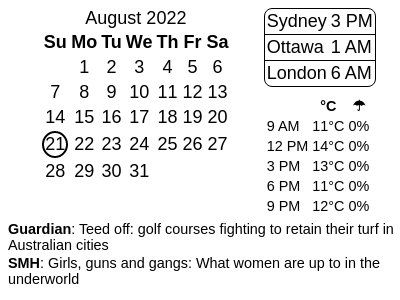 August 2022
Su Mo Tu We Th Fr Sa
1 2 3 4 5 6
7 8 9 10 11 12 13
14 15 16 17 18 19 20
21 22 23 24 25 26 27
28 29 30 31
Sydney 3 PM
Ottawa 1 AM
London 6 AM
°C ☂
9 AM 11°C 0%
12 PM 14°C 0%
3 PM 13°C 0%
6 PM 11°C 0%
9 PM 12°C 0%
Guardian: Teed off: golf courses fighting to retain their turf in
Australian cities
SMH: Girls, guns and gangs: What women are up to in the
underworld